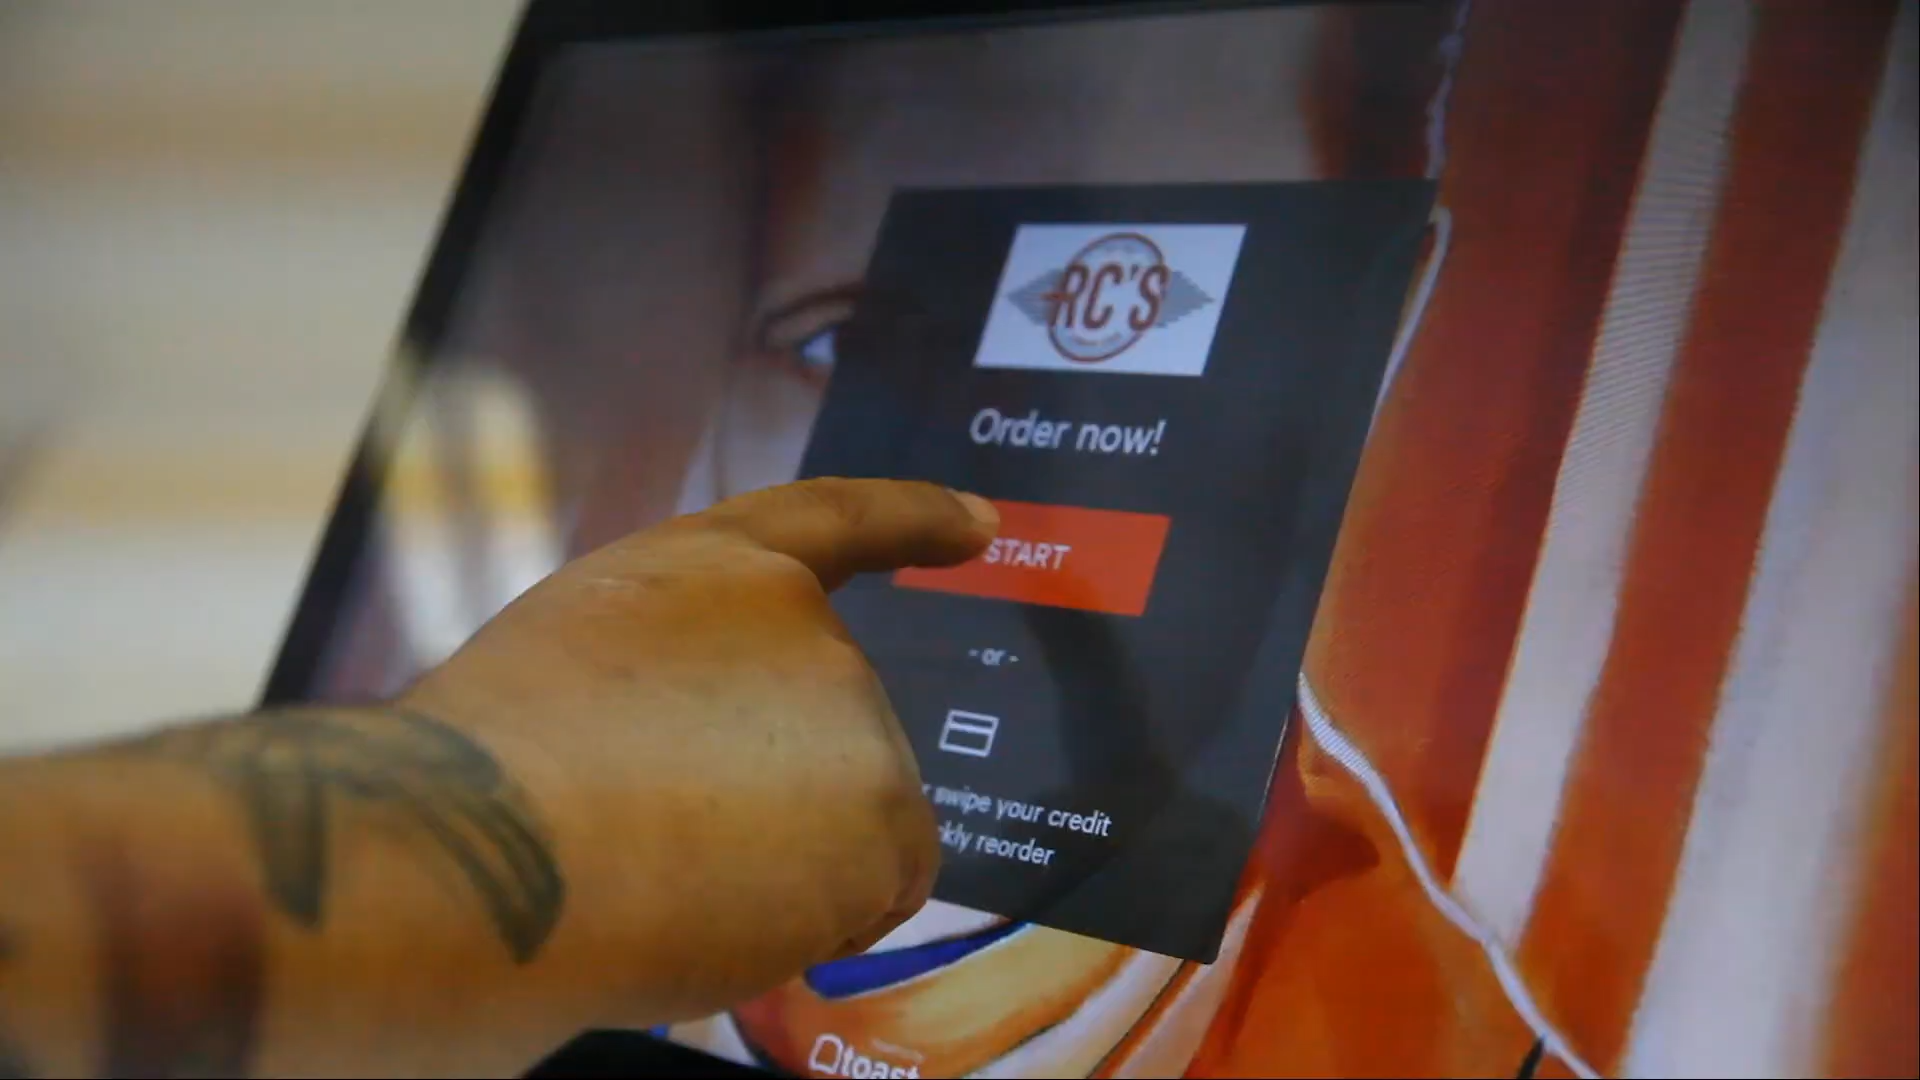 RC'S
Order now!
START
- or -
swipe your credit
reorder
toast